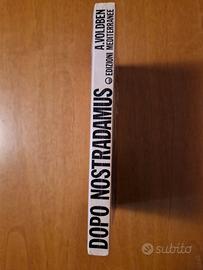 DOPO NOSTRADAMUS
A.VOLDBEN
EDIZIONI MEDITERRANEE
subito